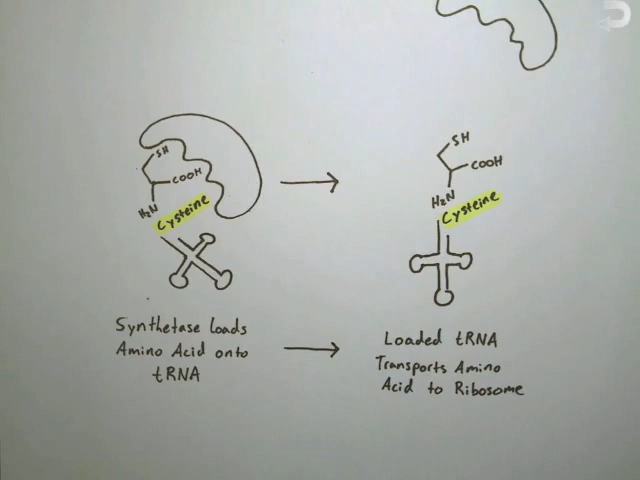 SH
COOH
H₂N
Cysteine
SH
COOH
H₂N
Cysteine
Synthetase Loads
Amino Acid onto
tRNA
Loaded tRNA
Transports Amino
Acid to Ribosome